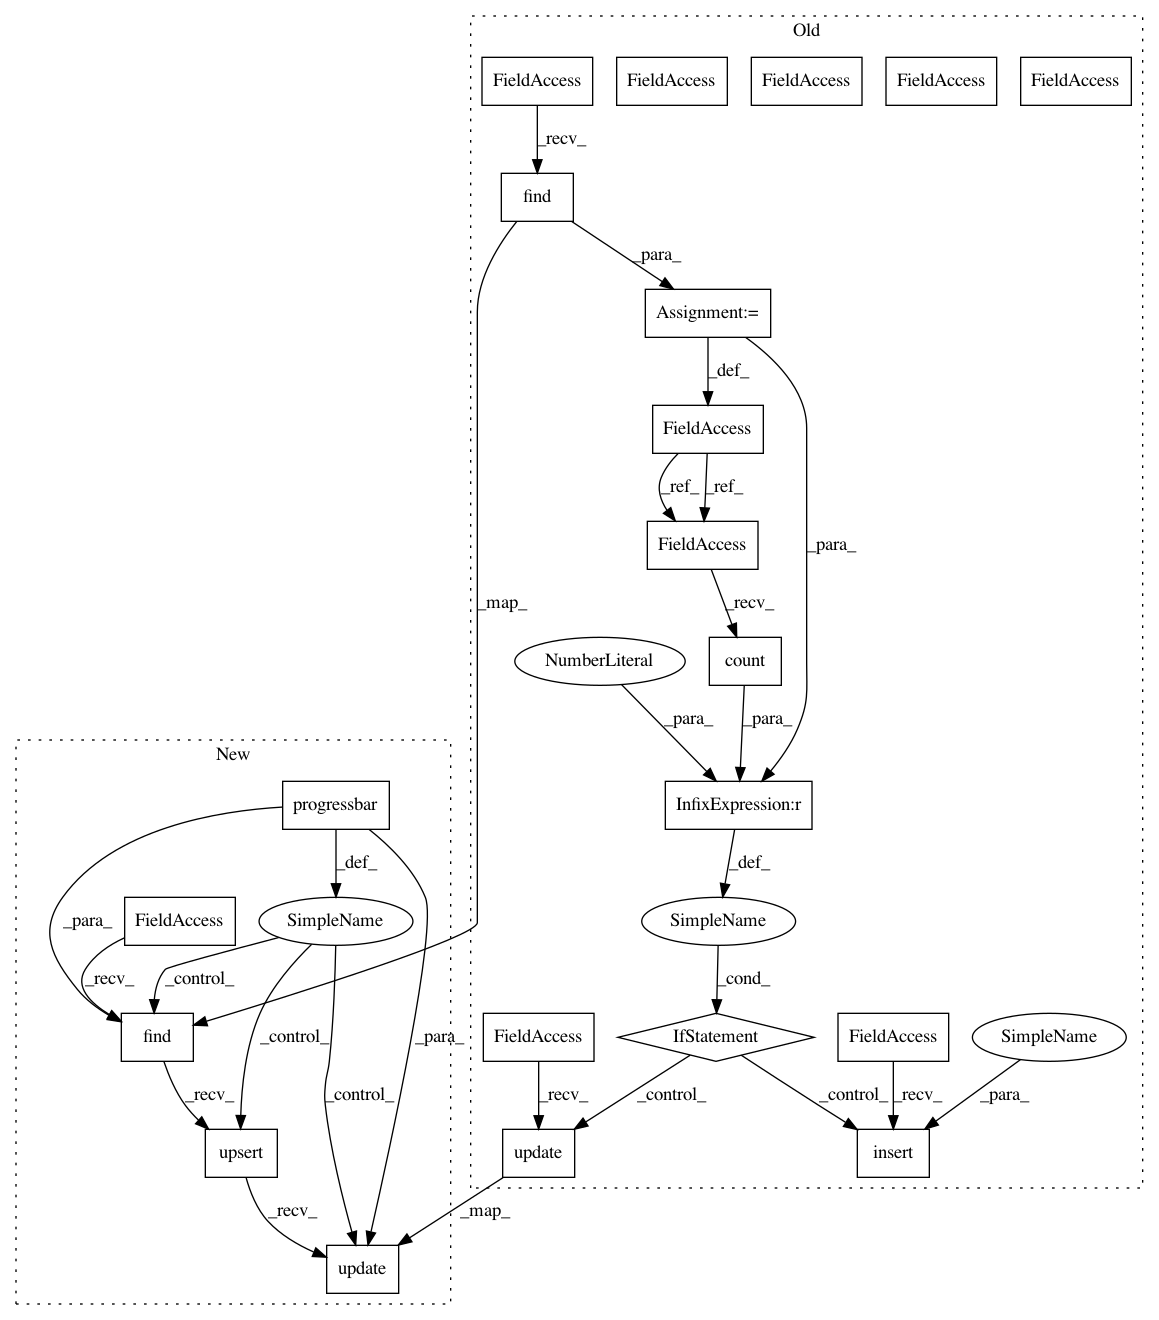 Old
FieldAccess FieldAccess FieldAccess FieldAccess FieldAccess
_recv_
find
_para_
Assignment:=
_def_
FieldAccess
_ref_ _ref_
_para_
FieldAccess
_map_
_recv_
NumberLiteral
count
_para_ _para_
New
progressbar
InfixExpression:r
_def_
_def_
FieldAccess
SimpleName
SimpleName
_para_
_recv_
_control_
_cond_
find
_control_
_para_
FieldAccess
IfStatement
FieldAccess
SimpleName
_recv_
_control_
_recv_
_control_
_control_
_recv_
_para_
upsert
update
insert
_recv_
_map_
update